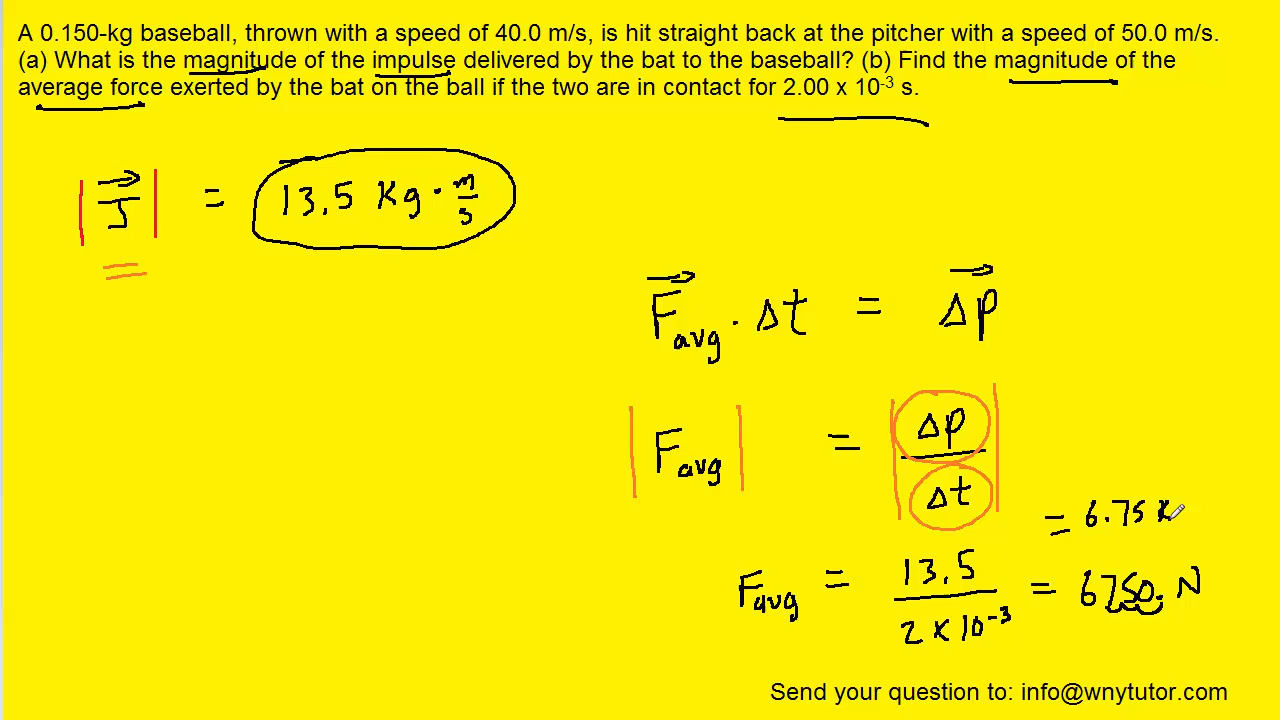 A 0.150-kg baseball, thrown with a speed of 40.0 m/s, is hit straight back at the pitcher with a speed of 50.0 m/s.
(a) What is the magnitude of the impulse delivered by the bat to the baseball? (b) Find the magnitude of the
average force exerted by the bat on the ball if the two are in contact for 2.00 x 10⁻³ s.
|J⃗| = 13.5 Kg · m/s
F⃗avg · Δt = Δp⃗
|Favg| = |Δp/Δt|
= 6.75 K
Favg = 13.5 / 2 x 10⁻³ = 6750. N
Send your question to: info@wnytutor.com